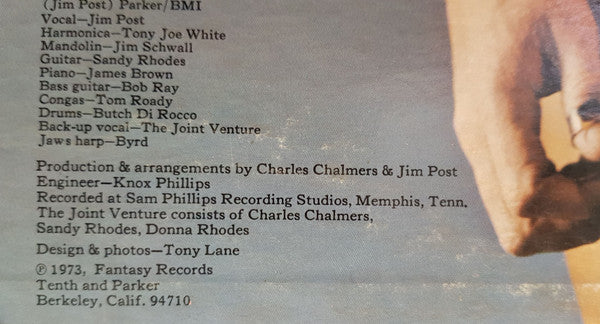 (Jim Post) Parker/BMI
Vocal—Jim Post
Harmonica—Tony Joe White
Mandolin—Jim Schwall
Guitar—Sandy Rhodes
Piano—James Brown
Bass guitar—Bob Ray
Congas—Tom Roady
Drums—Butch Di Rocco
Back-up vocal—The Joint Venture
Jaws harp—Byrd
Production & arrangements by Charles Chalmers & Jim Post
Engineer—Knox Phillips
Recorded at Sam Phillips Recording Studios, Memphis, Tenn.
The Joint Venture consists of Charles Chalmers,
Sandy Rhodes, Donna Rhodes
Design & photos—Tony Lane
℗ 1973, Fantasy Records
Tenth and Parker
Berkeley, Calif. 94710